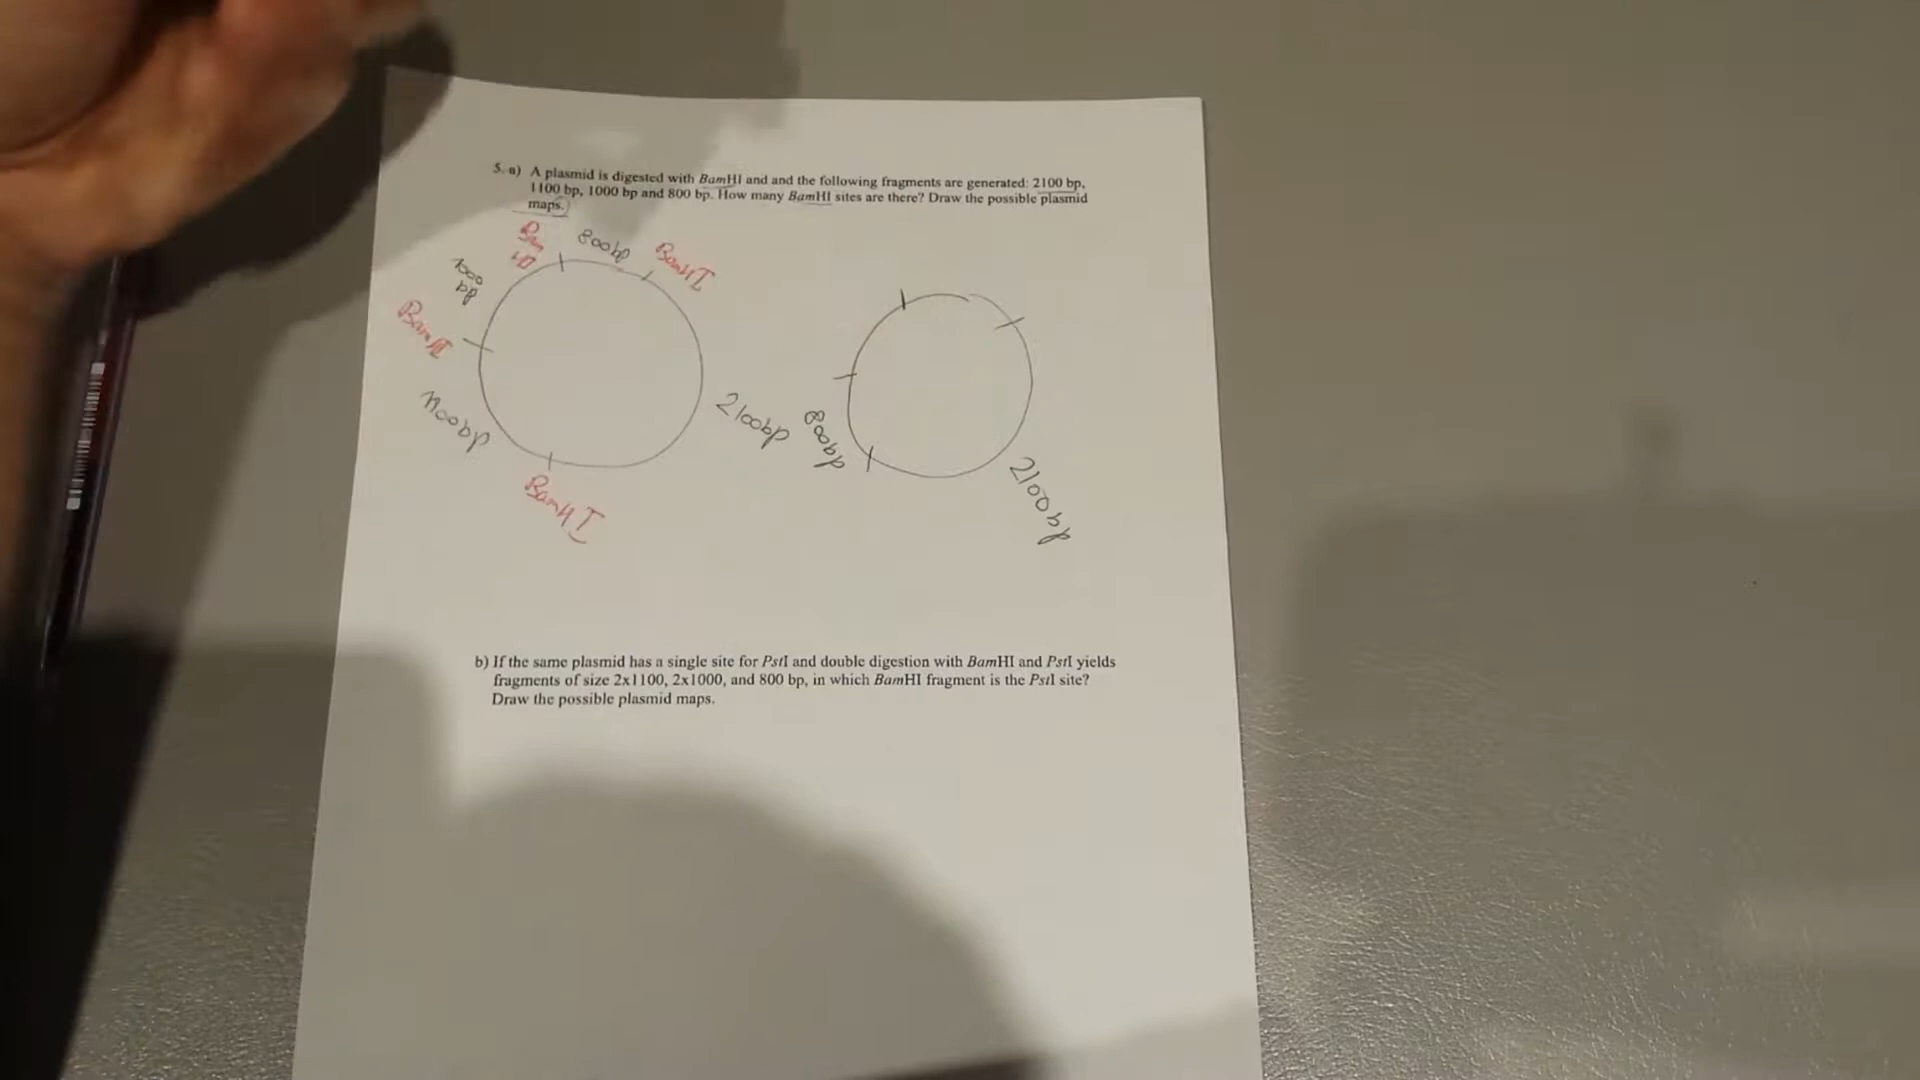 5. a) A plasmid is digested with BamHI and and the following fragments are generated: 2100 bp,
1100 bp, 1000 bp and 800 bp. How many BamHI sites are there? Draw the possible plasmid
maps.
Bam
HI
800bp
BamHI
1000
bp
BamHI
1100bp
2100bp
BamHI
800bp
2100bp
b) If the same plasmid has a single site for PstI and double digestion with BamHI and PstI yields
fragments of size 2x1100, 2x1000, and 800 bp, in which BamHI fragment is the PstI site?
Draw the possible plasmid maps.